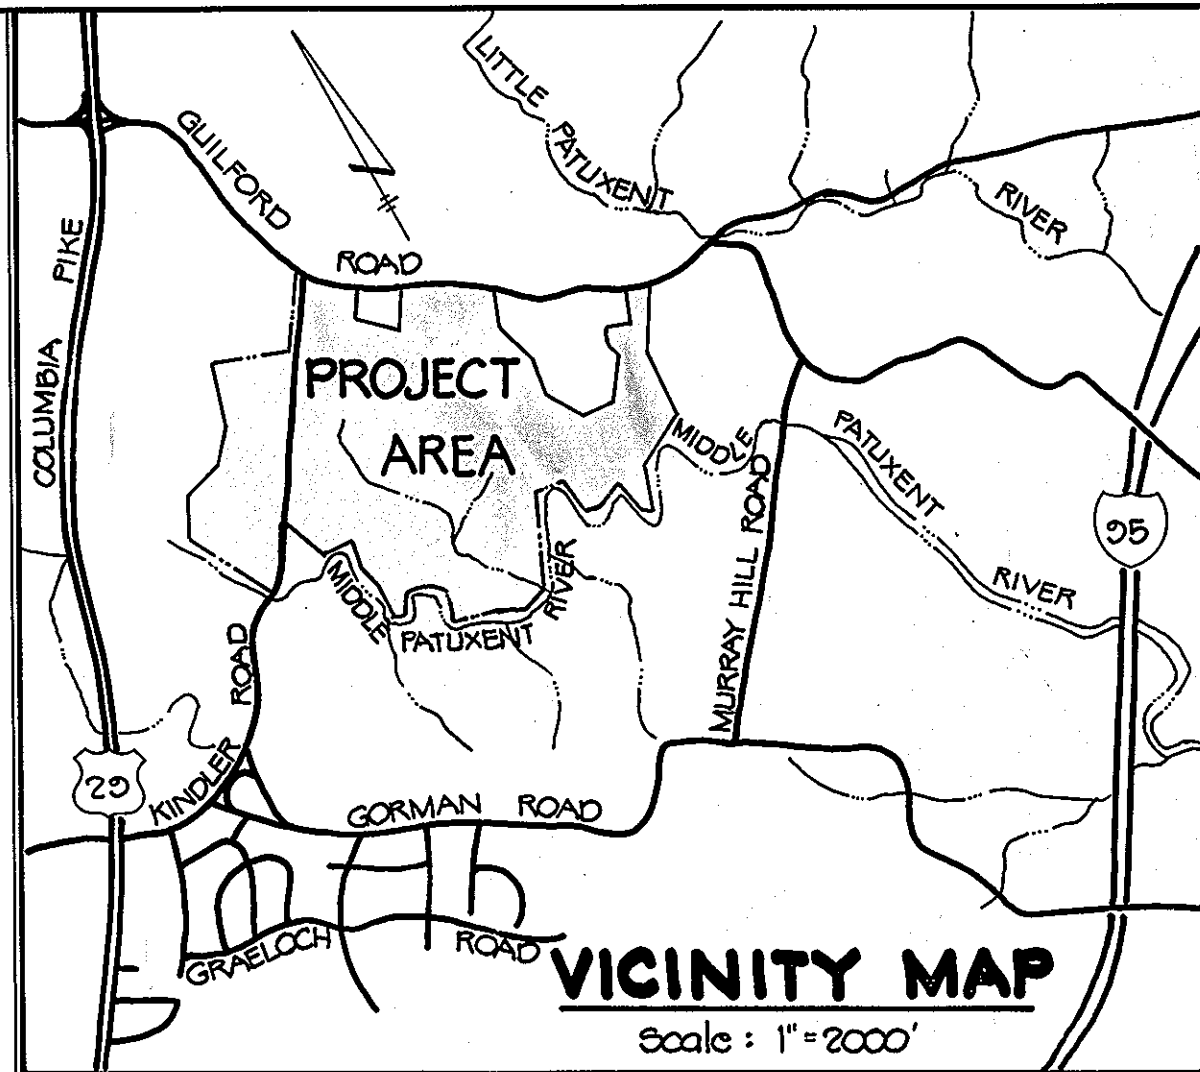 LITTLE
PATUXENT
RIVER
GUILFORD
ROAD
COLUMBIA PIKE
PROJECT
AREA
MIDDLE
PATUXENT
RIVER
MURRAY HILL ROAD
MIDDLE
PATUXENT
RIVER
95
KINDLER
ROAD
29
GORMAN ROAD
GRAELOCH
ROAD
VICINITY MAP
Scale : 1"=2000'